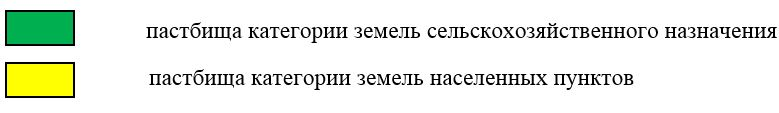 пастбища категории земель сельскохозяйственного назначения
пастбища категории земель населенных пунктов